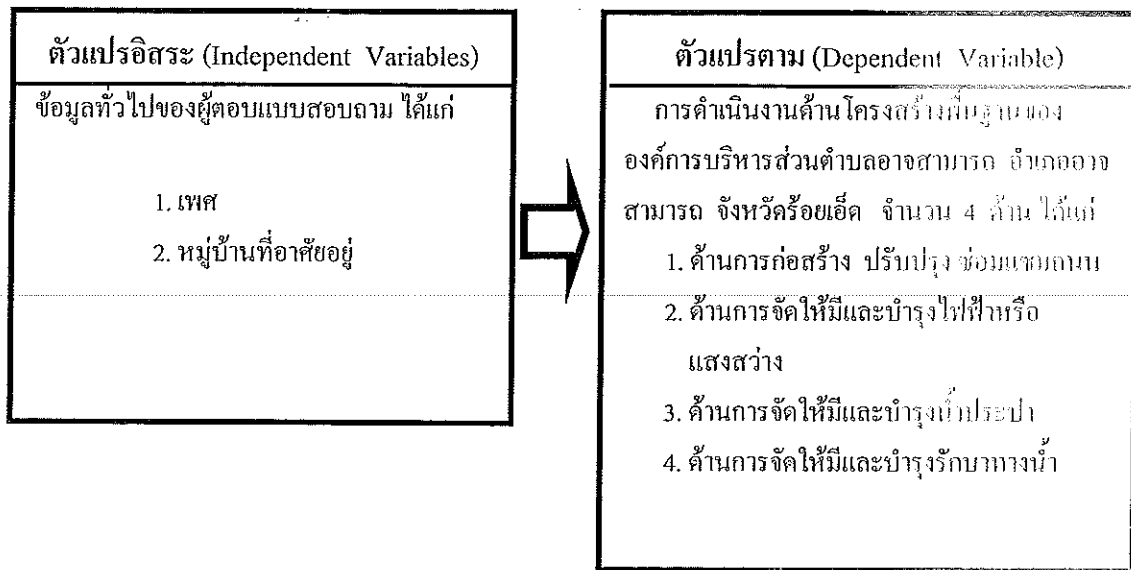 ตัวแปรอิสระ (Independent Variables)
ข้อมูลทั่วไปของผู้ตอบแบบสอบถาม ได้แก่
1. เพศ
2. หมู่บ้านที่อาศัยอยู่
ตัวแปรตาม (Dependent Variable)
การดำเนินงานด้านโครงสร้างพื้นฐานของ
องค์การบริหารส่วนตำบลอาจสามารถ อำเภออาจ
สามารถ จังหวัดร้อยเอ็ด จำนวน 4 ด้าน ได้แก่
1. ด้านการก่อสร้าง ปรับปรุง ซ่อมแซมถนน
2. ด้านการจัดให้มีและบำรุงไฟฟ้าหรือ
แสงสว่าง
3. ด้านการจัดให้มีและบำรุงน้ำประปา
4. ด้านการจัดให้มีและบำรุงรักษาทางน้ำ